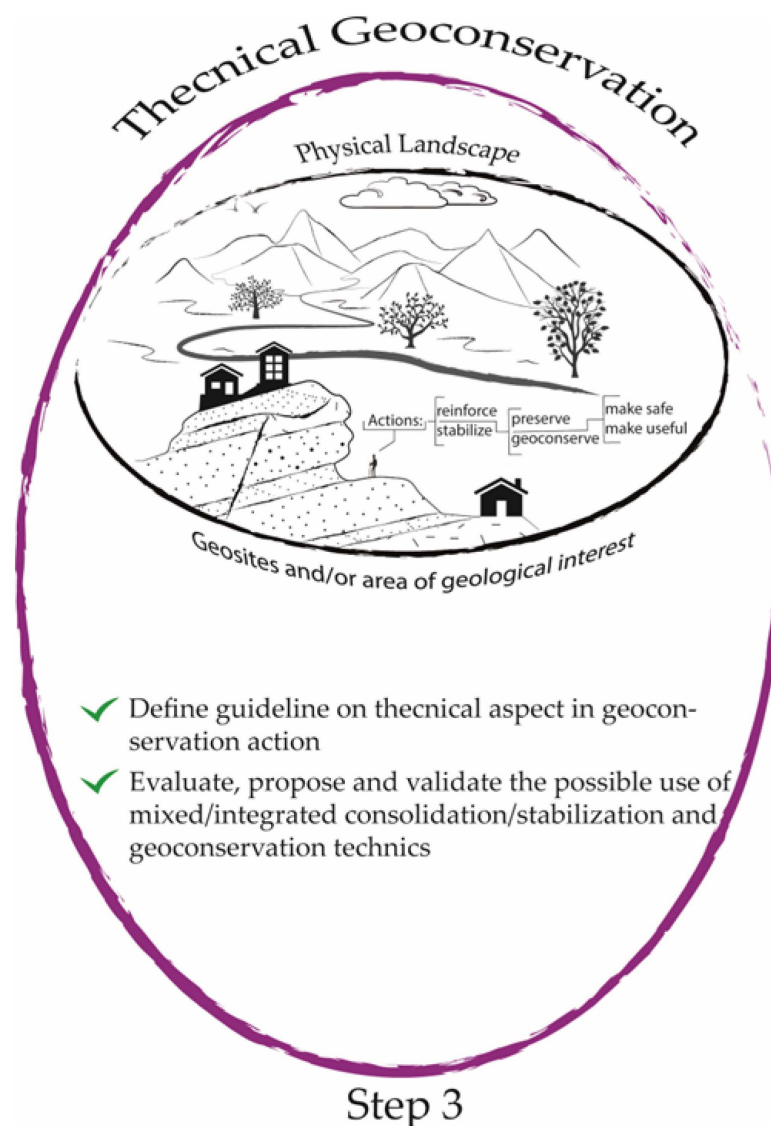 Thecnical Geoconservation
Physical Landscape
Actions:
reinforce
stabilize
preserve
geoconserve
make safe
make useful
Geosites and/or area of geological interest
Define guideline on thecnical aspect in geocon-
servation action
Evaluate, propose and validate the possible use of
mixed/integrated consolidation/stabilization and
geoconservation technics
Step 3